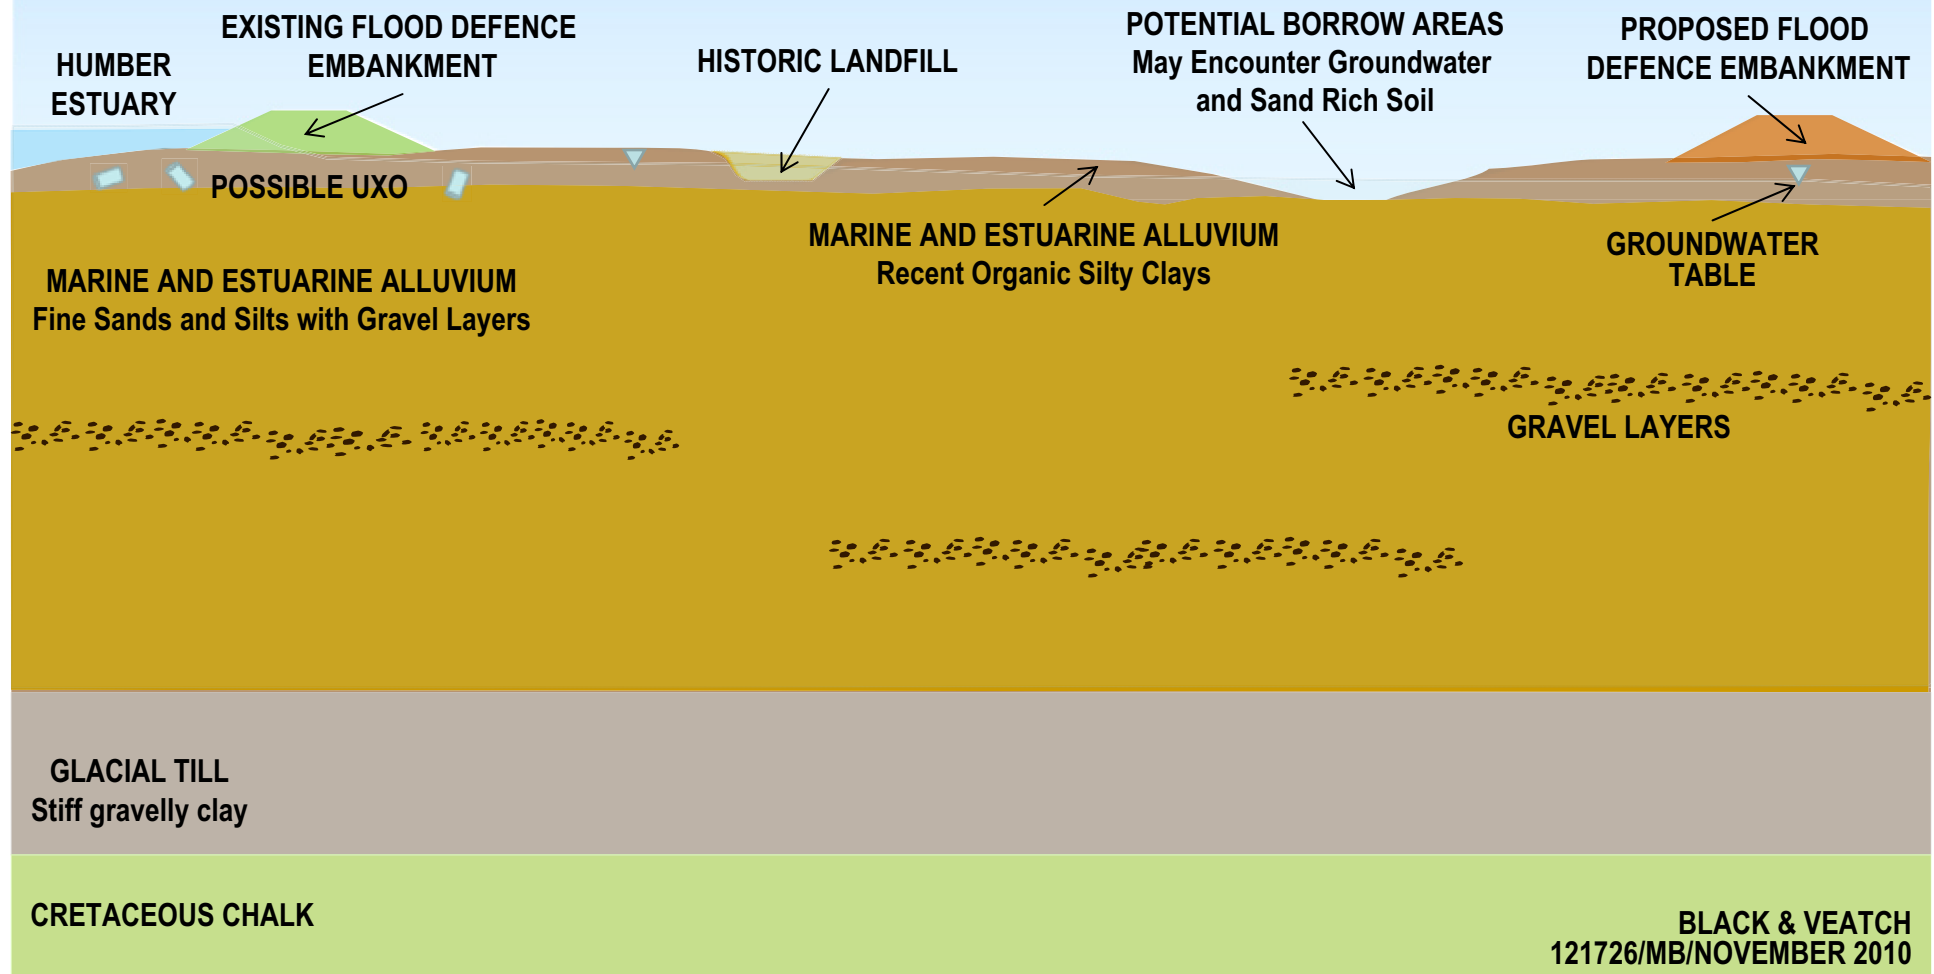 HUMBER
ESTUARY
EXISTING FLOOD DEFENCE
EMBANKMENT
HISTORIC LANDFILL
POTENTIAL BORROW AREAS
May Encounter Groundwater
and Sand Rich Soil
PROPOSED FLOOD
DEFENCE EMBANKMENT
POSSIBLE UXO
MARINE AND ESTUARINE ALLUVIUM
Recent Organic Silty Clays
GROUNDWATER
TABLE
MARINE AND ESTUARINE ALLUVIUM
Fine Sands and Silts with Gravel Layers
GRAVEL LAYERS
GLACIAL TILL
Stiff gravelly clay
CRETACEOUS CHALK
BLACK & VEATCH
121726/MB/NOVEMBER 2010